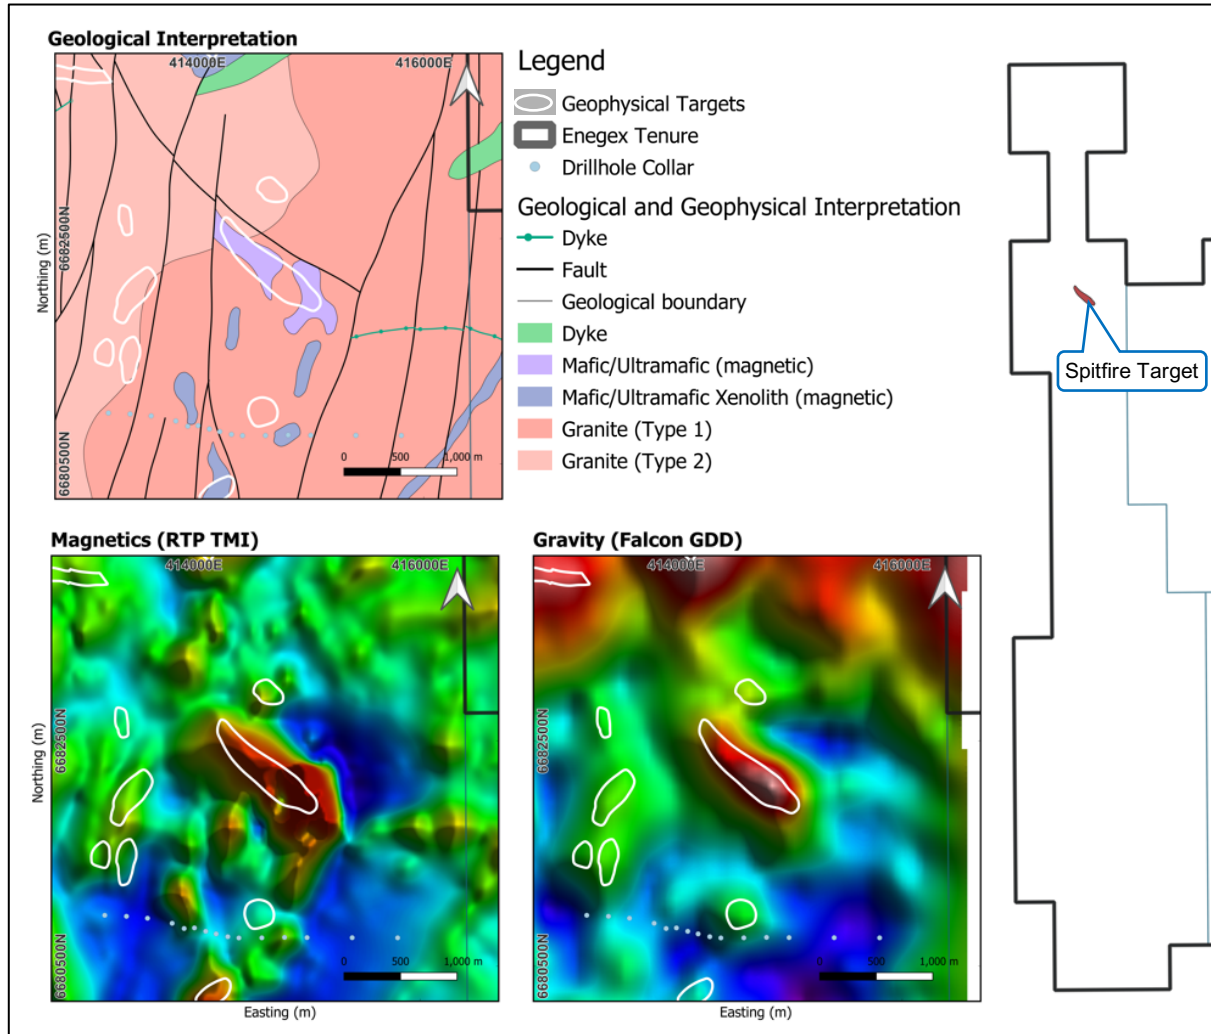 Geological Interpretation
414000E
416000E
Northing (m)
6682500N
6680500N
0 500 1,000 m
Legend
Geophysical Targets
Enegex Tenure
Drillhole Collar
Geological and Geophysical Interpretation
Dyke
Fault
Geological boundary
Dyke
Mafic/Ultramafic (magnetic)
Mafic/Ultramafic Xenolith (magnetic)
Granite (Type 1)
Granite (Type 2)
Spitfire Target
Magnetics (RTP TMI)
414000E
416000E
Northing (m)
6682500N
6680500N
0 500 1,000 m
Easting (m)
Gravity (Falcon GDD)
414000E
416000E
6682500N
6680500N
0 500 1,000 m
Easting (m)